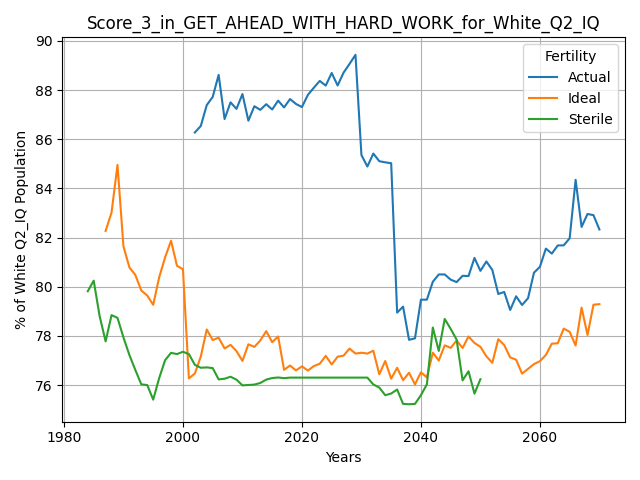 Score_3_in_GET_AHEAD_WITH_HARD_WORK_for_White_Q2_IQ
% of White Q2_IQ Population
90
88
86
84
82
80
78
76
Fertility
Actual
Ideal
Sterile
1980
2000
2020
2040
2060
Years